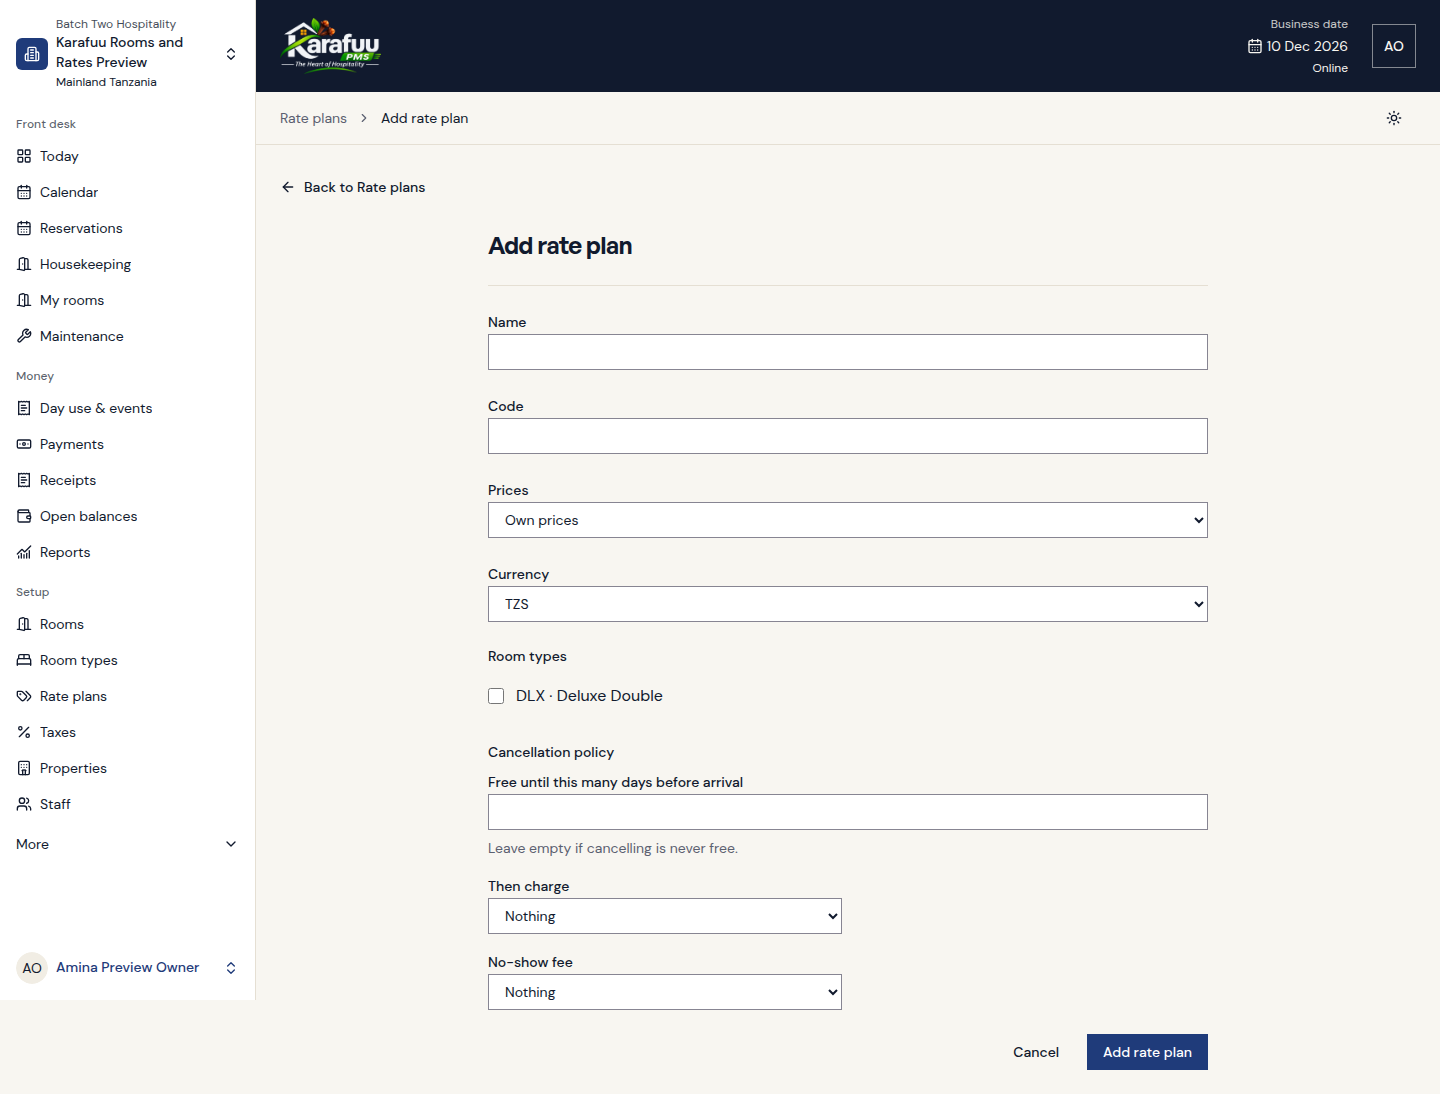 Batch Two Hospitality
Karafuu Rooms and
Rates Preview
Mainland Tanzania
Front desk
Today
Calendar
Reservations
Housekeeping
My rooms
Maintenance
Money
Day use & events
Payments
Receipts
Open balances
Reports
Setup
Rooms
Room types
Rate plans
Taxes
Properties
Staff
More
AO
Amina Preview Owner
Karafuu
PMS
The Heart of Hospitality
Business date
10 Dec 2026
Online
AO
Rate plans
Add rate plan
Back to Rate plans
Add rate plan
Name
Code
Prices
Own prices
Currency
TZS
Room types
DLX · Deluxe Double
Cancellation policy
Free until this many days before arrival
Leave empty if cancelling is never free.
Then charge
Nothing
No-show fee
Nothing
Cancel
Add rate plan